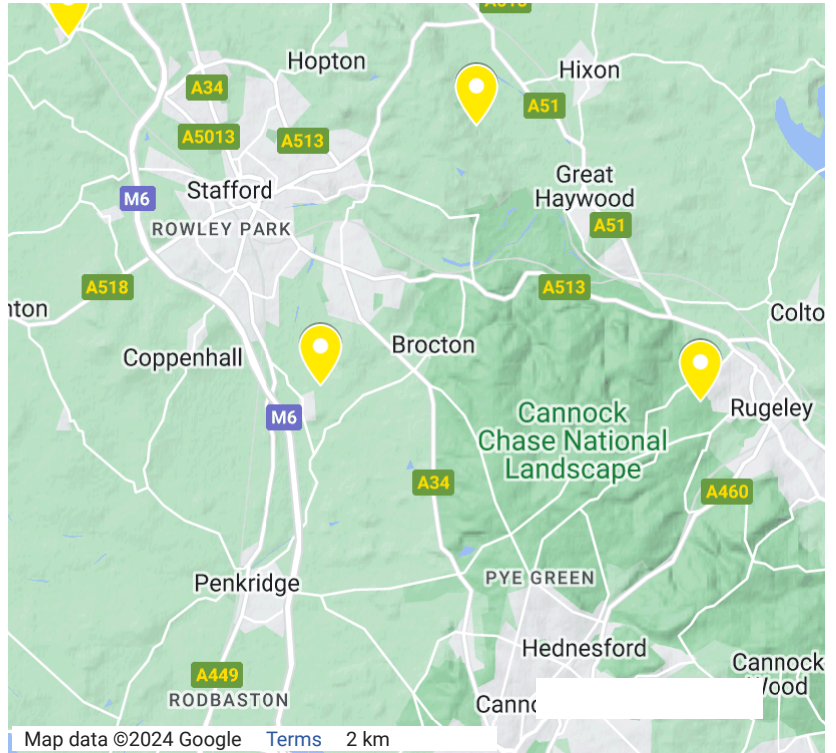 Hopton
Hixon
A34
A51
A5013
A513
Great
Haywood
Stafford
M6
ROWLEY PARK
A51
A518
A513
Colto
nton
Brocton
Coppenhall
Rugeley
M6
Cannock
Chase National
Landscape
A34
A460
Penkridge
PYE GREEN
Hednesford
Cannock
Wood
A449
RODBASTON
Canno
Map data ©2024 Google Terms 2 km